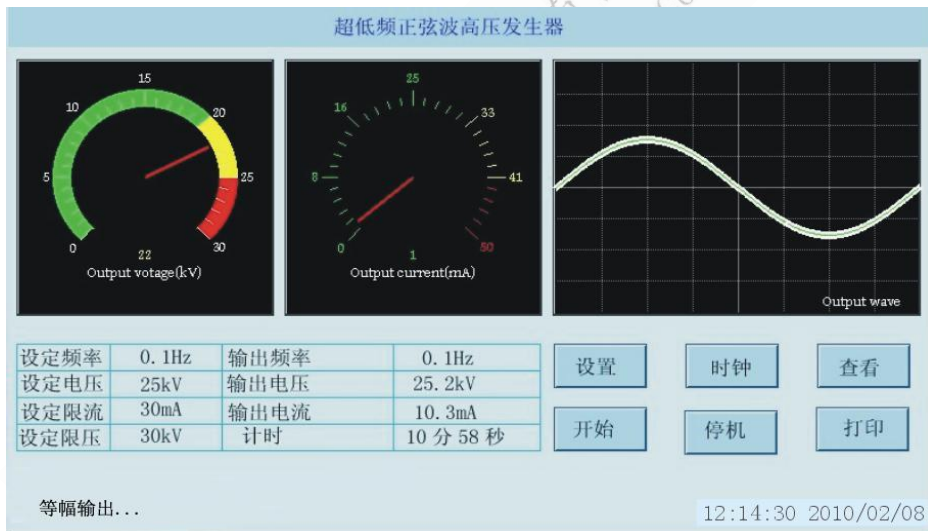 超低频正弦波高压发生器
0
5
10
15
20
25
30
22
Output votage(kV)
0
8
16
25
33
41
50
1
Output current(mA)
Output wave
设定频率 0.1Hz 输出频率 0.1Hz
设定电压 25kV 输出电压 25.2kV
设定限流 30mA 输出电流 10.3mA
设定限压 30kV 计时 10分58秒
设置 时钟 查看
开始 停机 打印
等幅输出...
12:14:30 2010/02/08